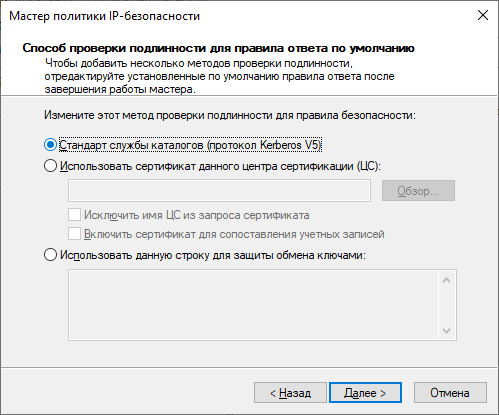 Мастер политики IP-безопасности
Способ проверки подлинности для правила ответа по умолчанию
Чтобы добавить несколько методов проверки подлинности,
отредактируйте установленные по умолчанию правила ответа после
завершения работы мастера.
Измените этот метод проверки подлинности для правила безопасности:
Стандарт службы каталогов (протокол Kerberos V5)
Использовать сертификат данного центра сертификации (ЦС):
Обзор...
Исключить имя ЦС из запроса сертификата
Включить сертификат для сопоставления учетных записей
Использовать данную строку для защиты обмена ключами:
< Назад
Далее >
Отмена